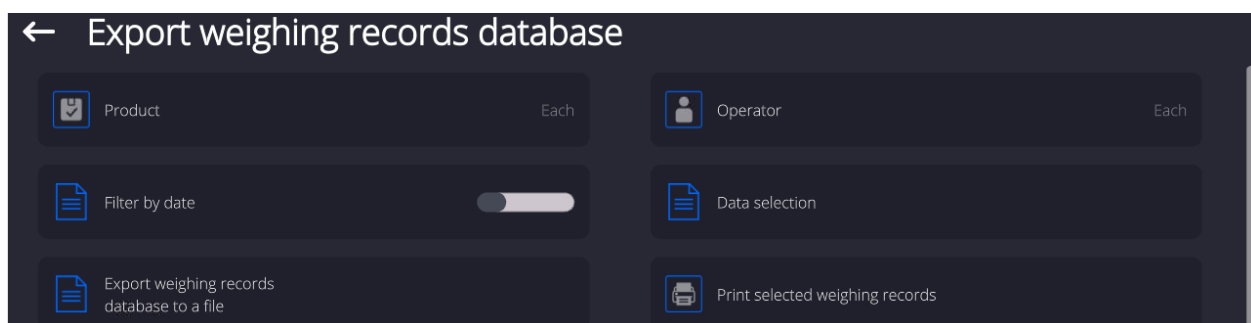 Export weighing records database
Product Each
Operator Each
Filter by date
Data selection
Export weighing records
database to a file
Print selected weighing records